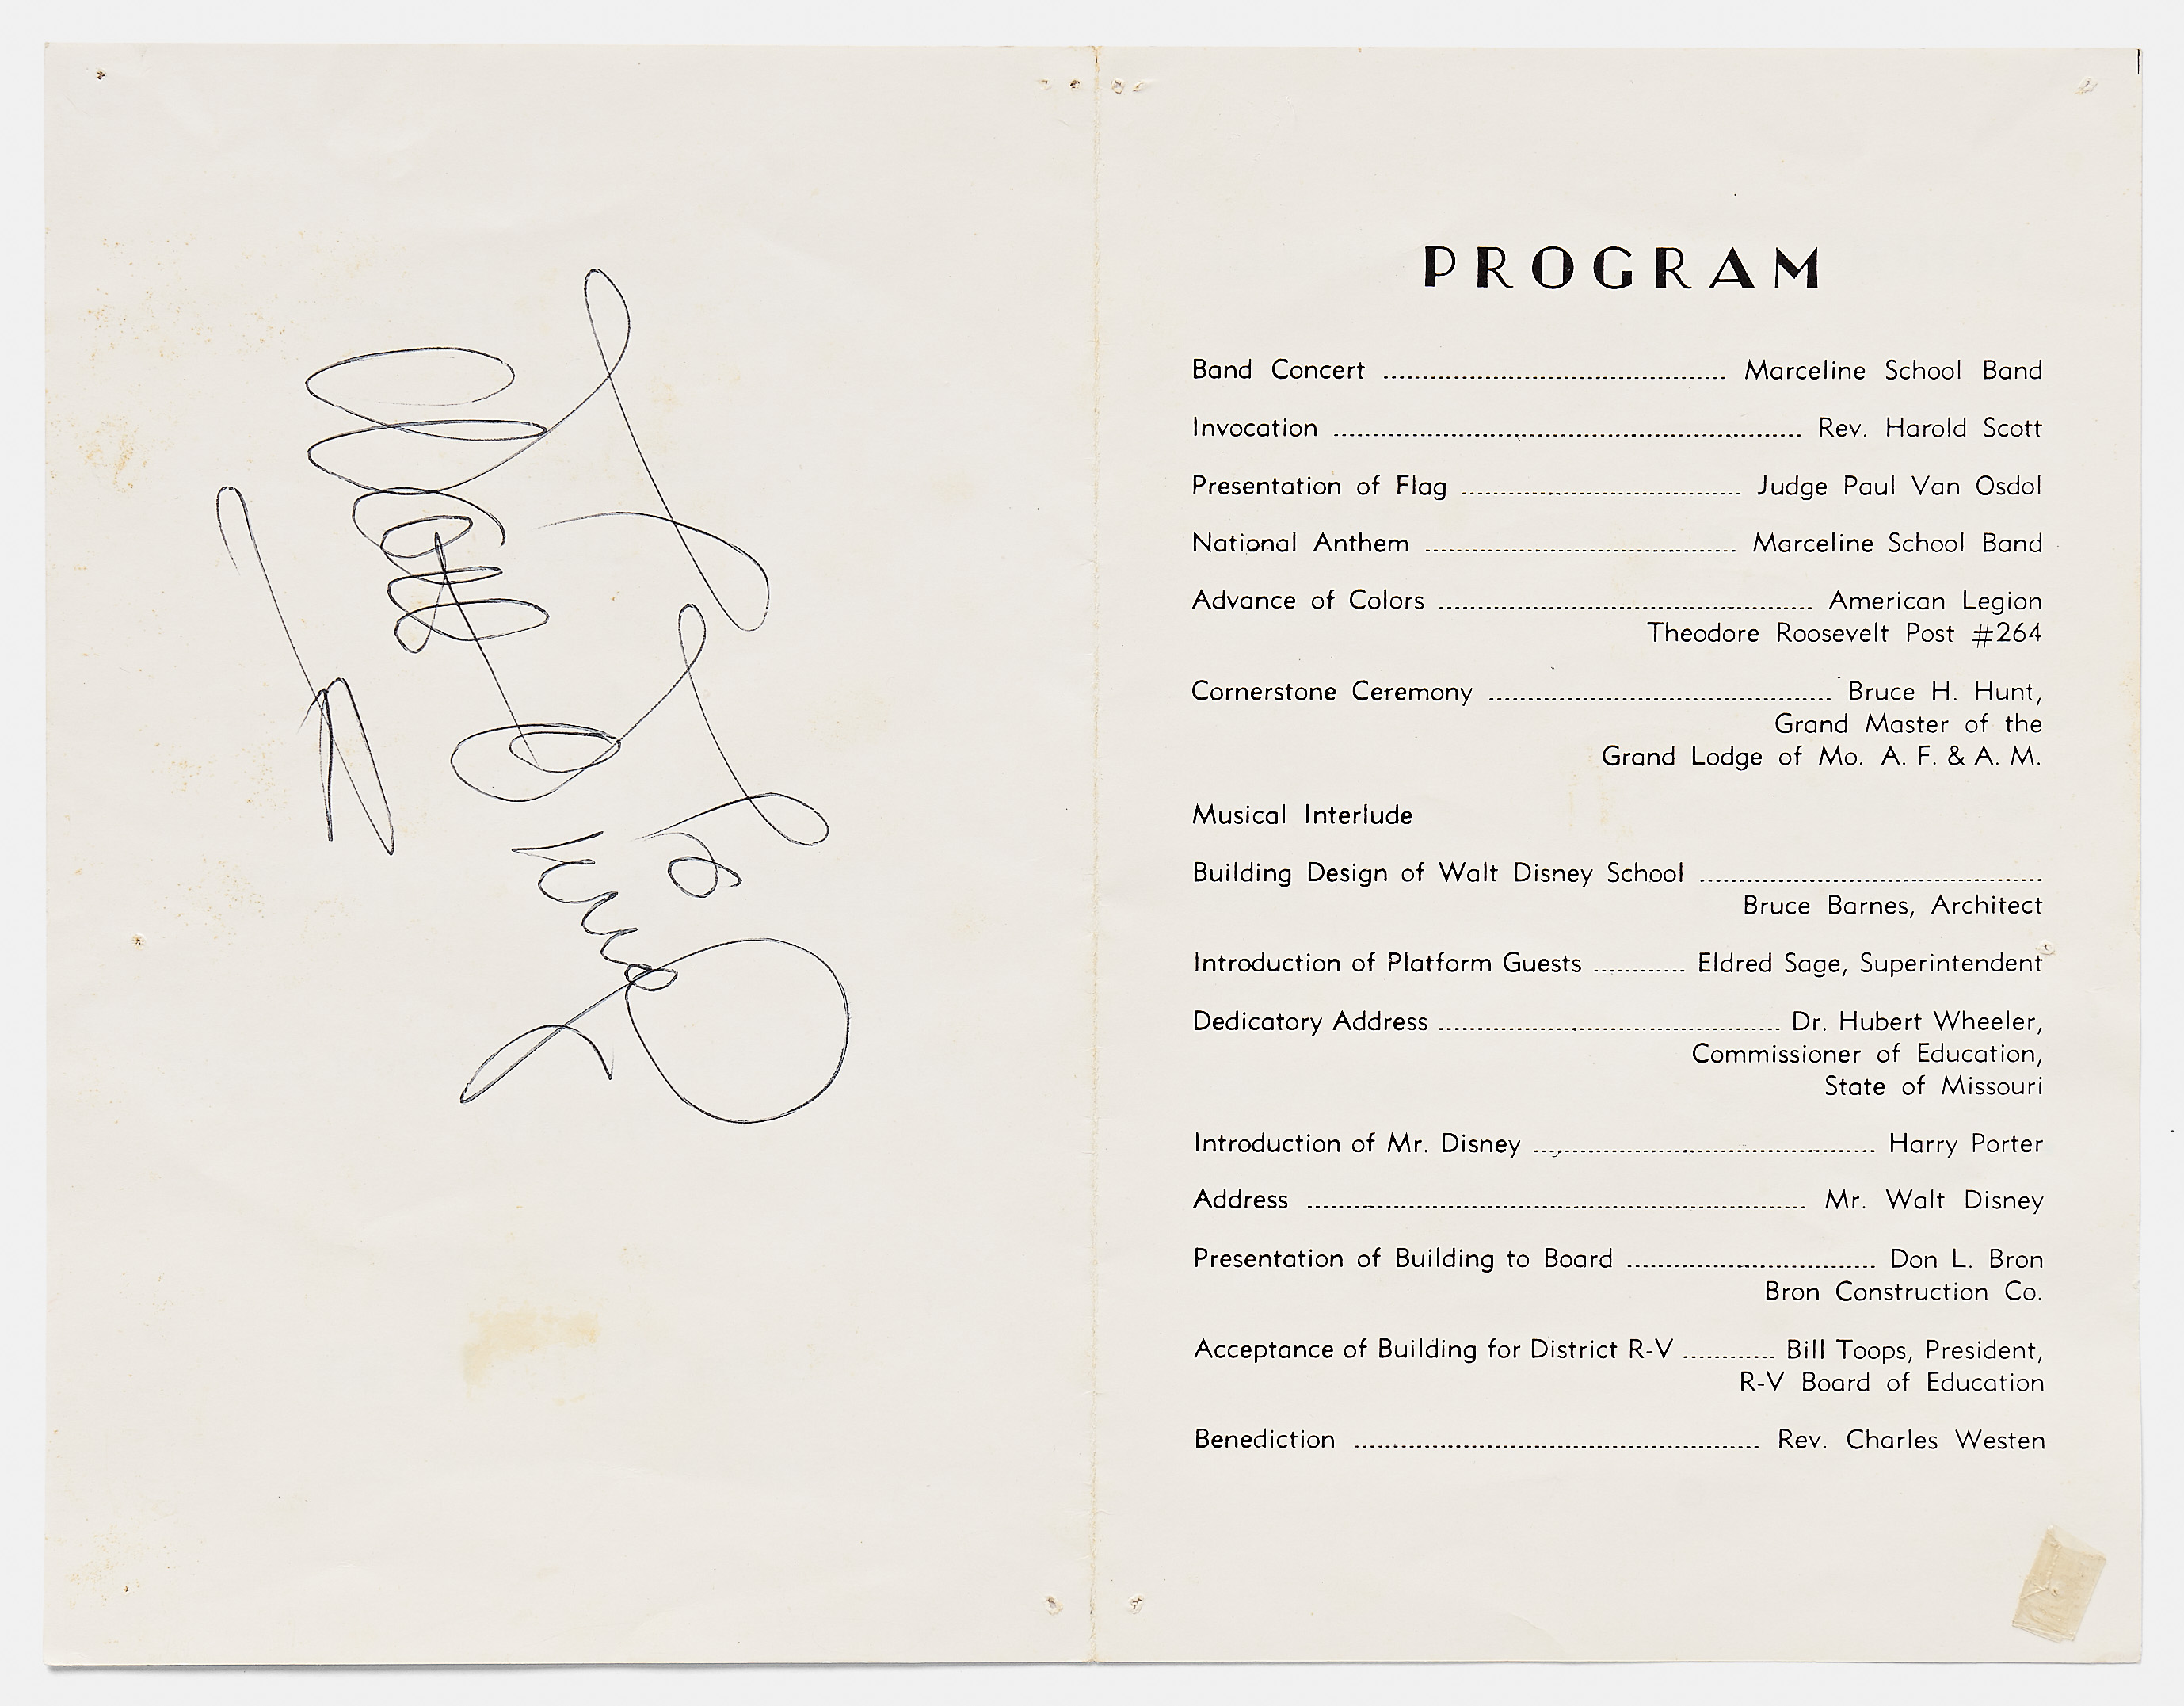 PROGRAM
Band Concert ........................................ Marceline School Band
Invocation ........................................ Rev. Harold Scott
Presentation of Flag ........................................ Judge Paul Van Osdol
National Anthem ........................................ Marceline School Band
Advance of Colors ........................................ American Legion
Theodore Roosevelt Post #264
Cornerstone Ceremony ........................................ Bruce H. Hunt,
Grand Master of the
Grand Lodge of Mo. A. F. & A. M.
Musical Interlude
Building Design of Walt Disney School ........................................
Bruce Barnes, Architect
Introduction of Platform Guests ............ Eldred Sage, Superintendent
Dedicatory Address ........................................ Dr. Hubert Wheeler,
Commissioner of Education,
State of Missouri
Introduction of Mr. Disney ........................................ Harry Porter
Address ........................................ Mr. Walt Disney
Presentation of Building to Board ........................................ Don L. Bron
Bron Construction Co.
Acceptance of Building for District R-V ............ Bill Toops, President,
R-V Board of Education
Benediction ........................................ Rev. Charles Westen